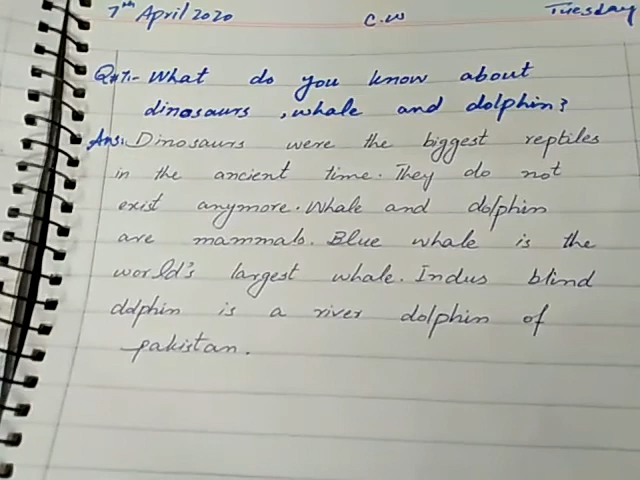 7th April 2020 C.W Tuesday
Q#7:- What do you know about
dinosaurs, whale and dolphin?
Ans: Dinosaurs were the biggest reptiles
in the ancient time. They do not
exist anymore. Whale and dolphin
are mammals. Blue whale is the
world's largest whale. Indus blind
dolphin is a river dolphin of
pakistan.